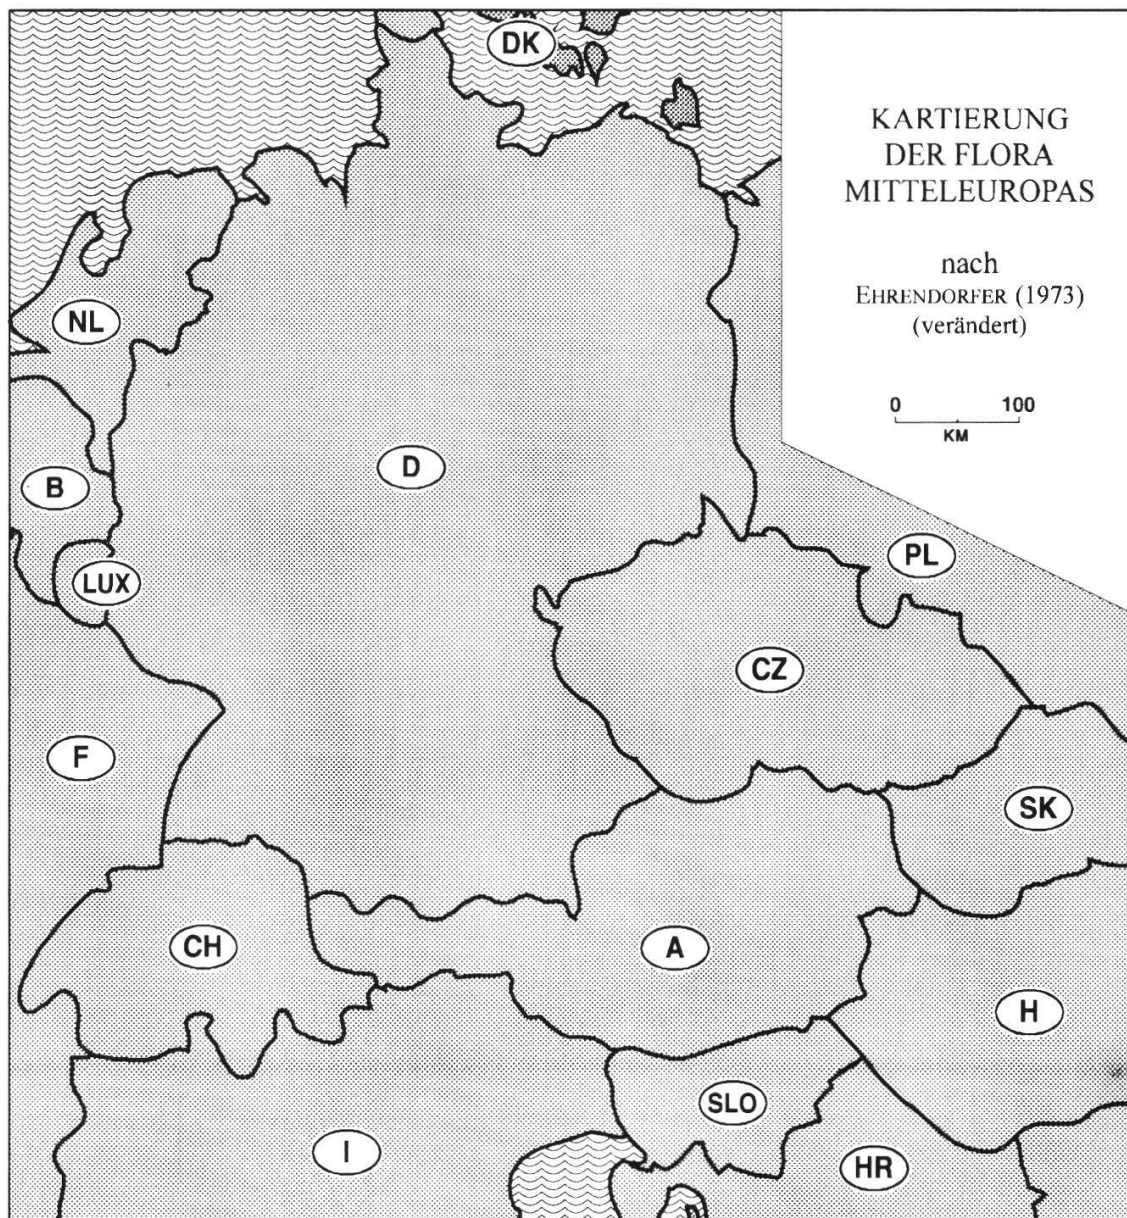 DK
KARTIERUNG
DER FLORA
MITTELEUROPAS
nach
EHRENDORFER (1973)
(verändert)
0 100
KM
NL
B
D
LUX
PL
CZ
F
SK
CH
A
H
SLO
I
HR